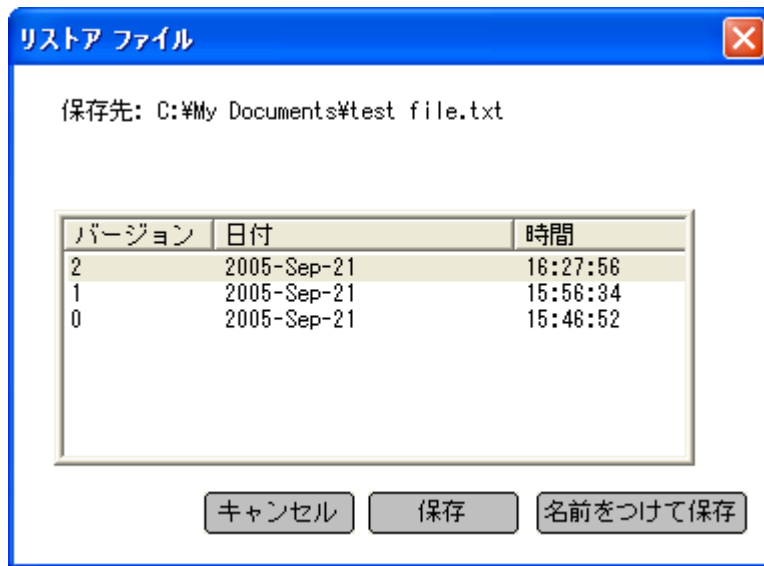 リストア ファイル
保存先: C:¥My Documents¥test file.txt
バージョン 日付 時間
2 2005-Sep-21 16:27:56
1 2005-Sep-21 15:56:34
0 2005-Sep-21 15:46:52
キャンセル 保存 名前をつけて保存